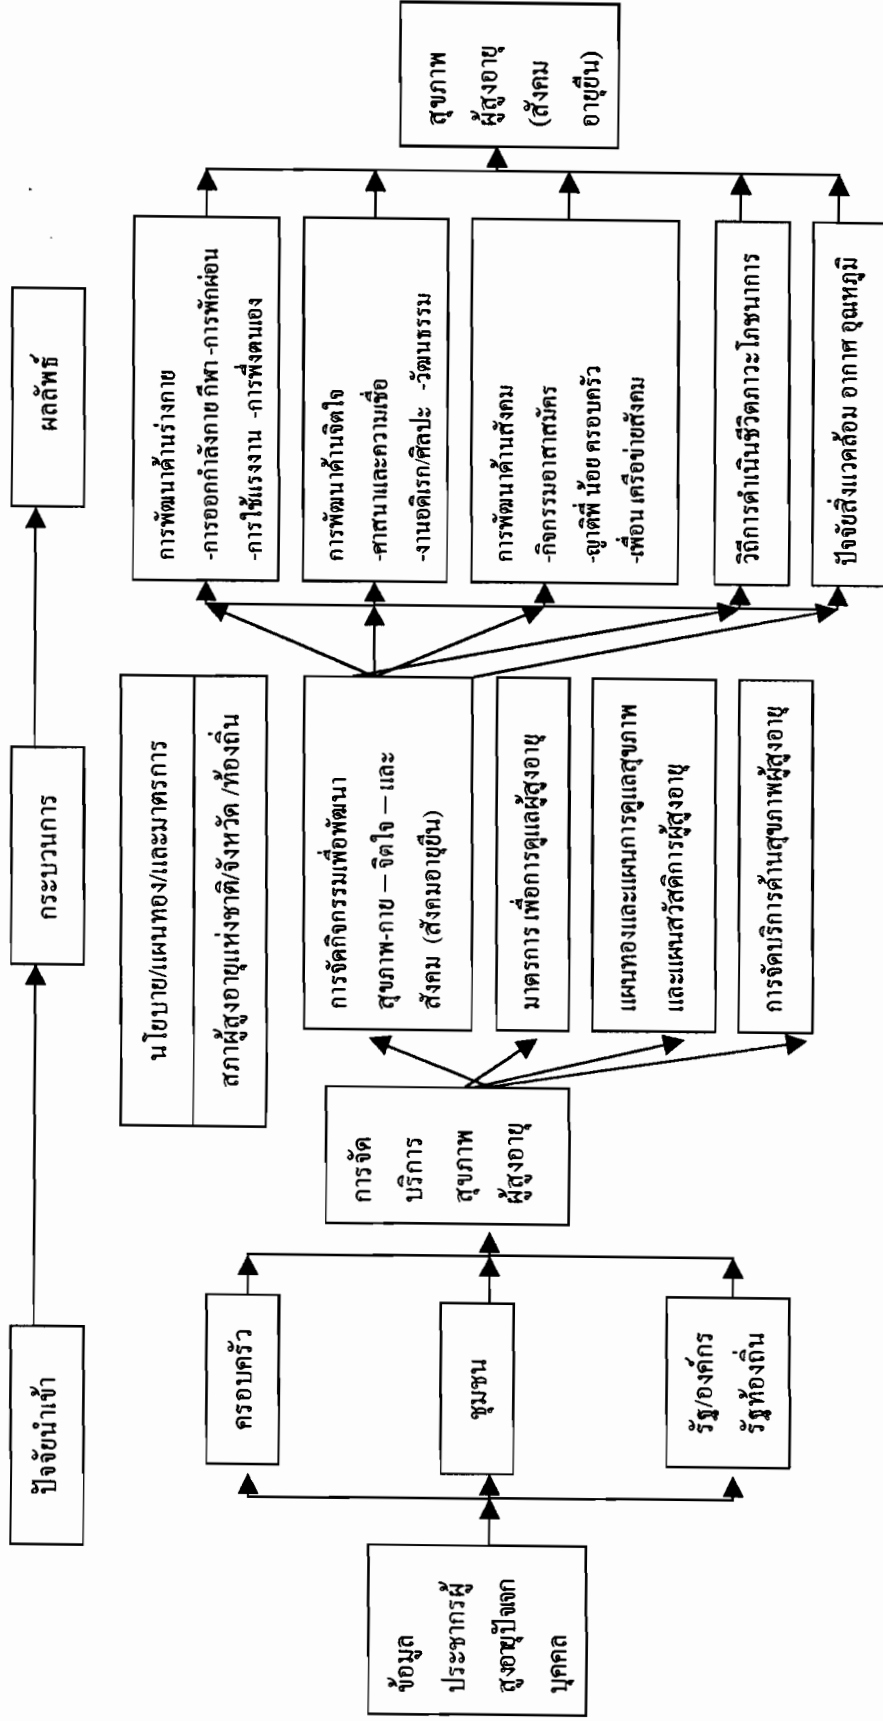 ปัจจัยนำเข้า
กระบวนการ
ผลลัพธ์
ข้อมูล
ประชากรผู้
สูงอายุปัจเจก
บุคคล
ครอบครัว
ชุมชน
รัฐ/องค์กร
รัฐท้องถิ่น
การจัด
บริการ
สุขภาพ
ผู้สูงอายุ
นโยบาย/แผนทอง/และมาตรการ
สภาผู้สูงอายุแห่งชาติ/จังหวัด /ท้องถิ่น
การจัดกิจกรรมเพื่อพัฒนา
สุขภาพ-กาย – จิตใจ – และ
สังคม (สังคมอายุยืน)
มาตรการ เพื่อการดูแลผู้สูงอายุ
แผนทองและแผนการดูแลสุขภาพ
และแผนสวัสดิการผู้สูงอายุ
การจัดบริการด้านสุขภาพผู้สูงอายุ
การพัฒนาด้านร่างกาย
-การออกกำลังกาย กีฬา -การพักผ่อน
-การใช้แรงงาน -การพึ่งตนเอง
การพัฒนาด้านจิตใจ
-ศาสนาและความเชื่อ
-งานอดิเรก/ศิลปะ -วัฒนธรรม
การพัฒนาด้านสังคม
-กิจกรรมอาสาสมัคร
-ญาติพี่ น้อย ครอบครัว
-เพื่อน เครือข่ายสังคม
วิถีการดำเนินชีวิตภาวะโภชนาการ
ปัจจัยสิ่งแวดล้อม อากาศ อุณหภูมิ
สุขภาพ
ผู้สูงอายุ
(สังคม
อายุยืน)